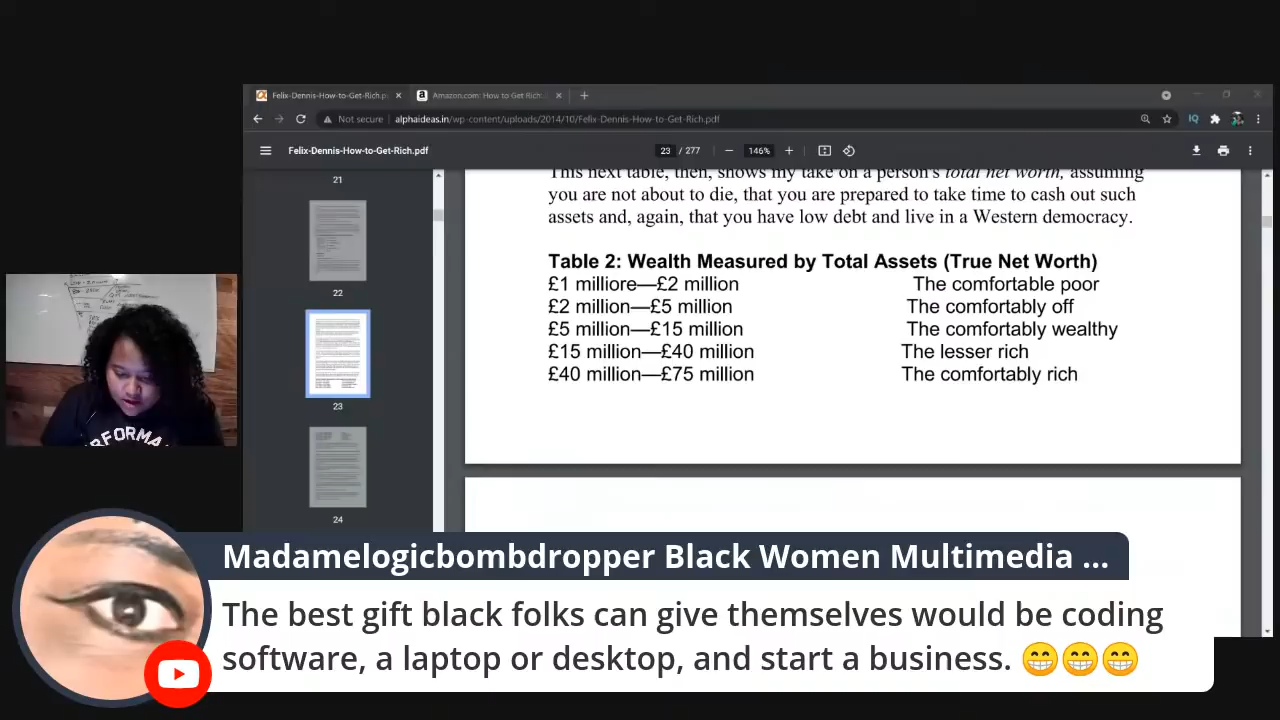 Felix-Dennis-How-to-Get-Rich.p
Amazon.com: How to Get Rich:
Not secure
alphaideas.in/wp-content/uploads/2014/10/Felix-Dennis-How-to-Get-Rich.pdf
IQ
Felix-Dennis-How-to-Get-Rich.pdf
23 / 277
146%
21
22
23
24
This next table, then, shows my take on a person's total net worth, assuming
you are not about to die, that you are prepared to take time to cash out such
assets and, again, that you have low debt and live in a Western democracy.
Table 2: Wealth Measured by Total Assets (True Net Worth)
£1 milliore—£2 million The comfortable poor
£2 million—£5 million The comfortably off
£5 million—£15 million The comfortably wealthy
£15 million—£40 million The lesser rich
£40 million—£75 million The comfortably rich
RFORMA
Madamelogicbombdropper Black Women Multimedia ...
The best gift black folks can give themselves would be coding
software, a laptop or desktop, and start a business. 😁😁😁